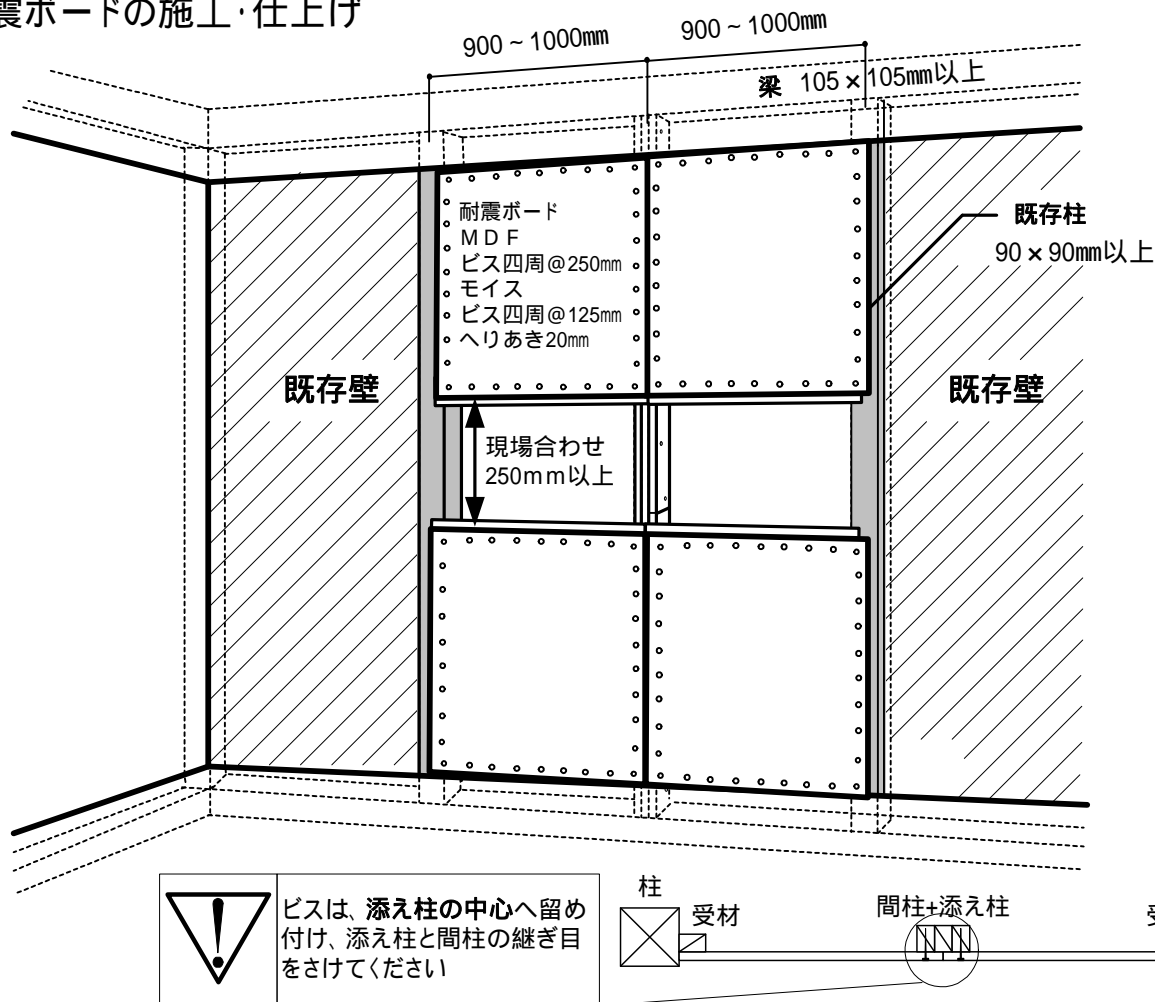 震ボードの施工・仕上げ
900～1000㎜
900～1000㎜
梁 105×105㎜以上
既存柱
90×90㎜以上
耐震ボード
ＭＤＦ
ビス四周@250㎜
モイス
ビス四周@125㎜
へりあき20㎜
既存壁
既存壁
現場合わせ
250mm以上
ビスは、添え柱の中心へ留め
付け、添え柱と間柱の継ぎ目
をさけてください
柱
受材
間柱+添え柱
受